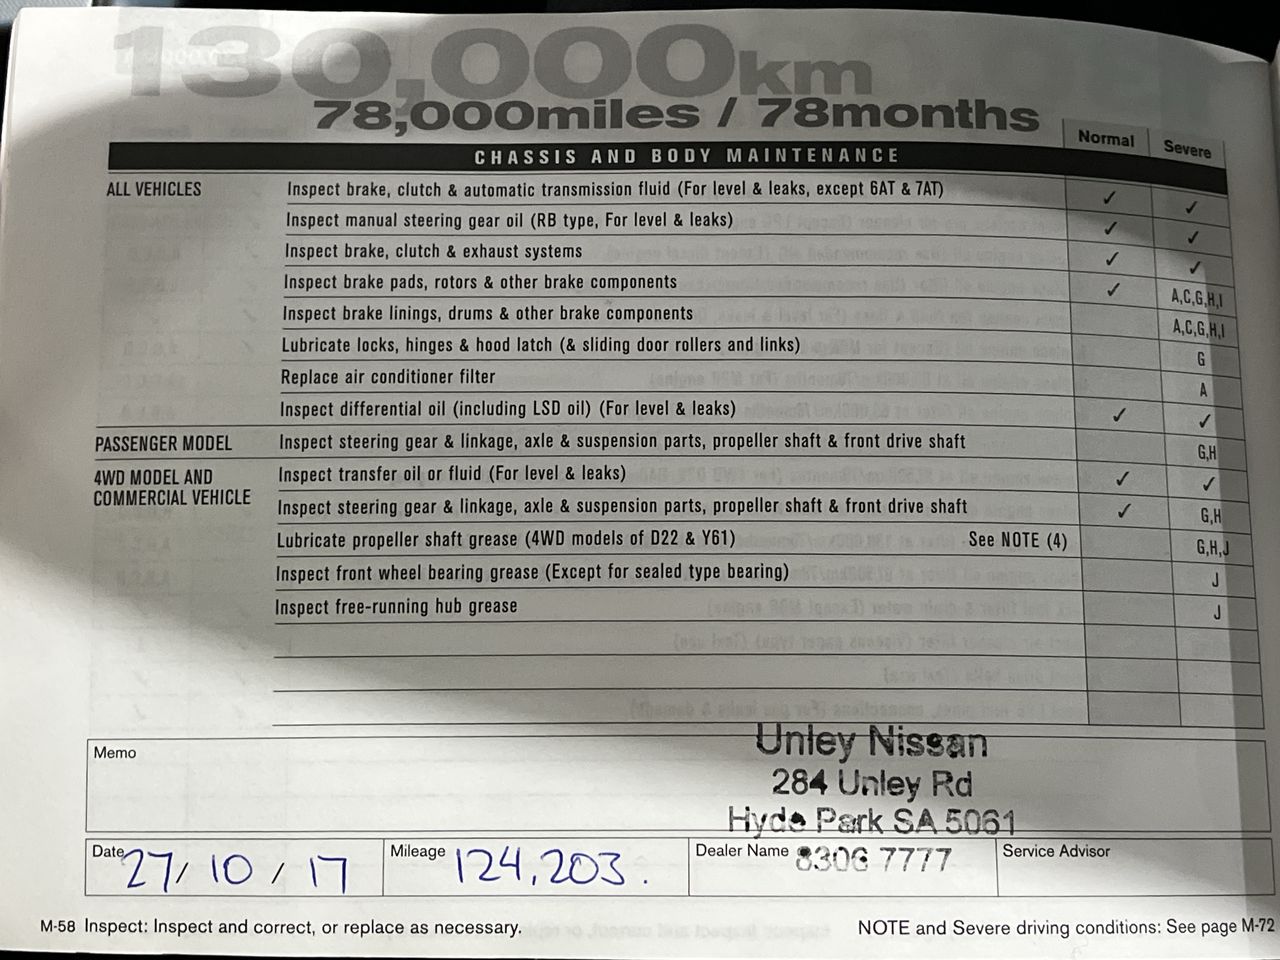 130,000km
78,000miles / 78months
Normal Severe
CHASSIS AND BODY MAINTENANCE
ALL VEHICLES Inspect brake, clutch & automatic transmission fluid (For level & leaks, except 6AT & 7AT) ✓ ✓
Inspect manual steering gear oil (RB type, For level & leaks) ✓ ✓
Inspect brake, clutch & exhaust systems ✓ ✓
Inspect brake pads, rotors & other brake components ✓ A,C,G,H,I
Inspect brake linings, drums & other brake components A,C,G,H,I
Lubricate locks, hinges & hood latch (& sliding door rollers and links) G
Replace air conditioner filter A
Inspect differential oil (including LSD oil) (For level & leaks) ✓ ✓
PASSENGER MODEL Inspect steering gear & linkage, axle & suspension parts, propeller shaft & front drive shaft G,H
4WD MODEL AND Inspect transfer oil or fluid (For level & leaks) ✓ ✓
COMMERCIAL VEHICLE Inspect steering gear & linkage, axle & suspension parts, propeller shaft & front drive shaft ✓ G,H
Lubricate propeller shaft grease (4WD models of D22 & Y61) See NOTE (4) G,H,J
Inspect front wheel bearing grease (Except for sealed type bearing) J
Inspect free-running hub grease J
Memo
Unley Nissan
284 Unley Rd
Hyde Park SA 5061
Date 27/10/17 Mileage 124,203. Dealer Name 8306 7777 Service Advisor
M-58 Inspect: Inspect and correct, or replace as necessary. NOTE and Severe driving conditions: See page M-72